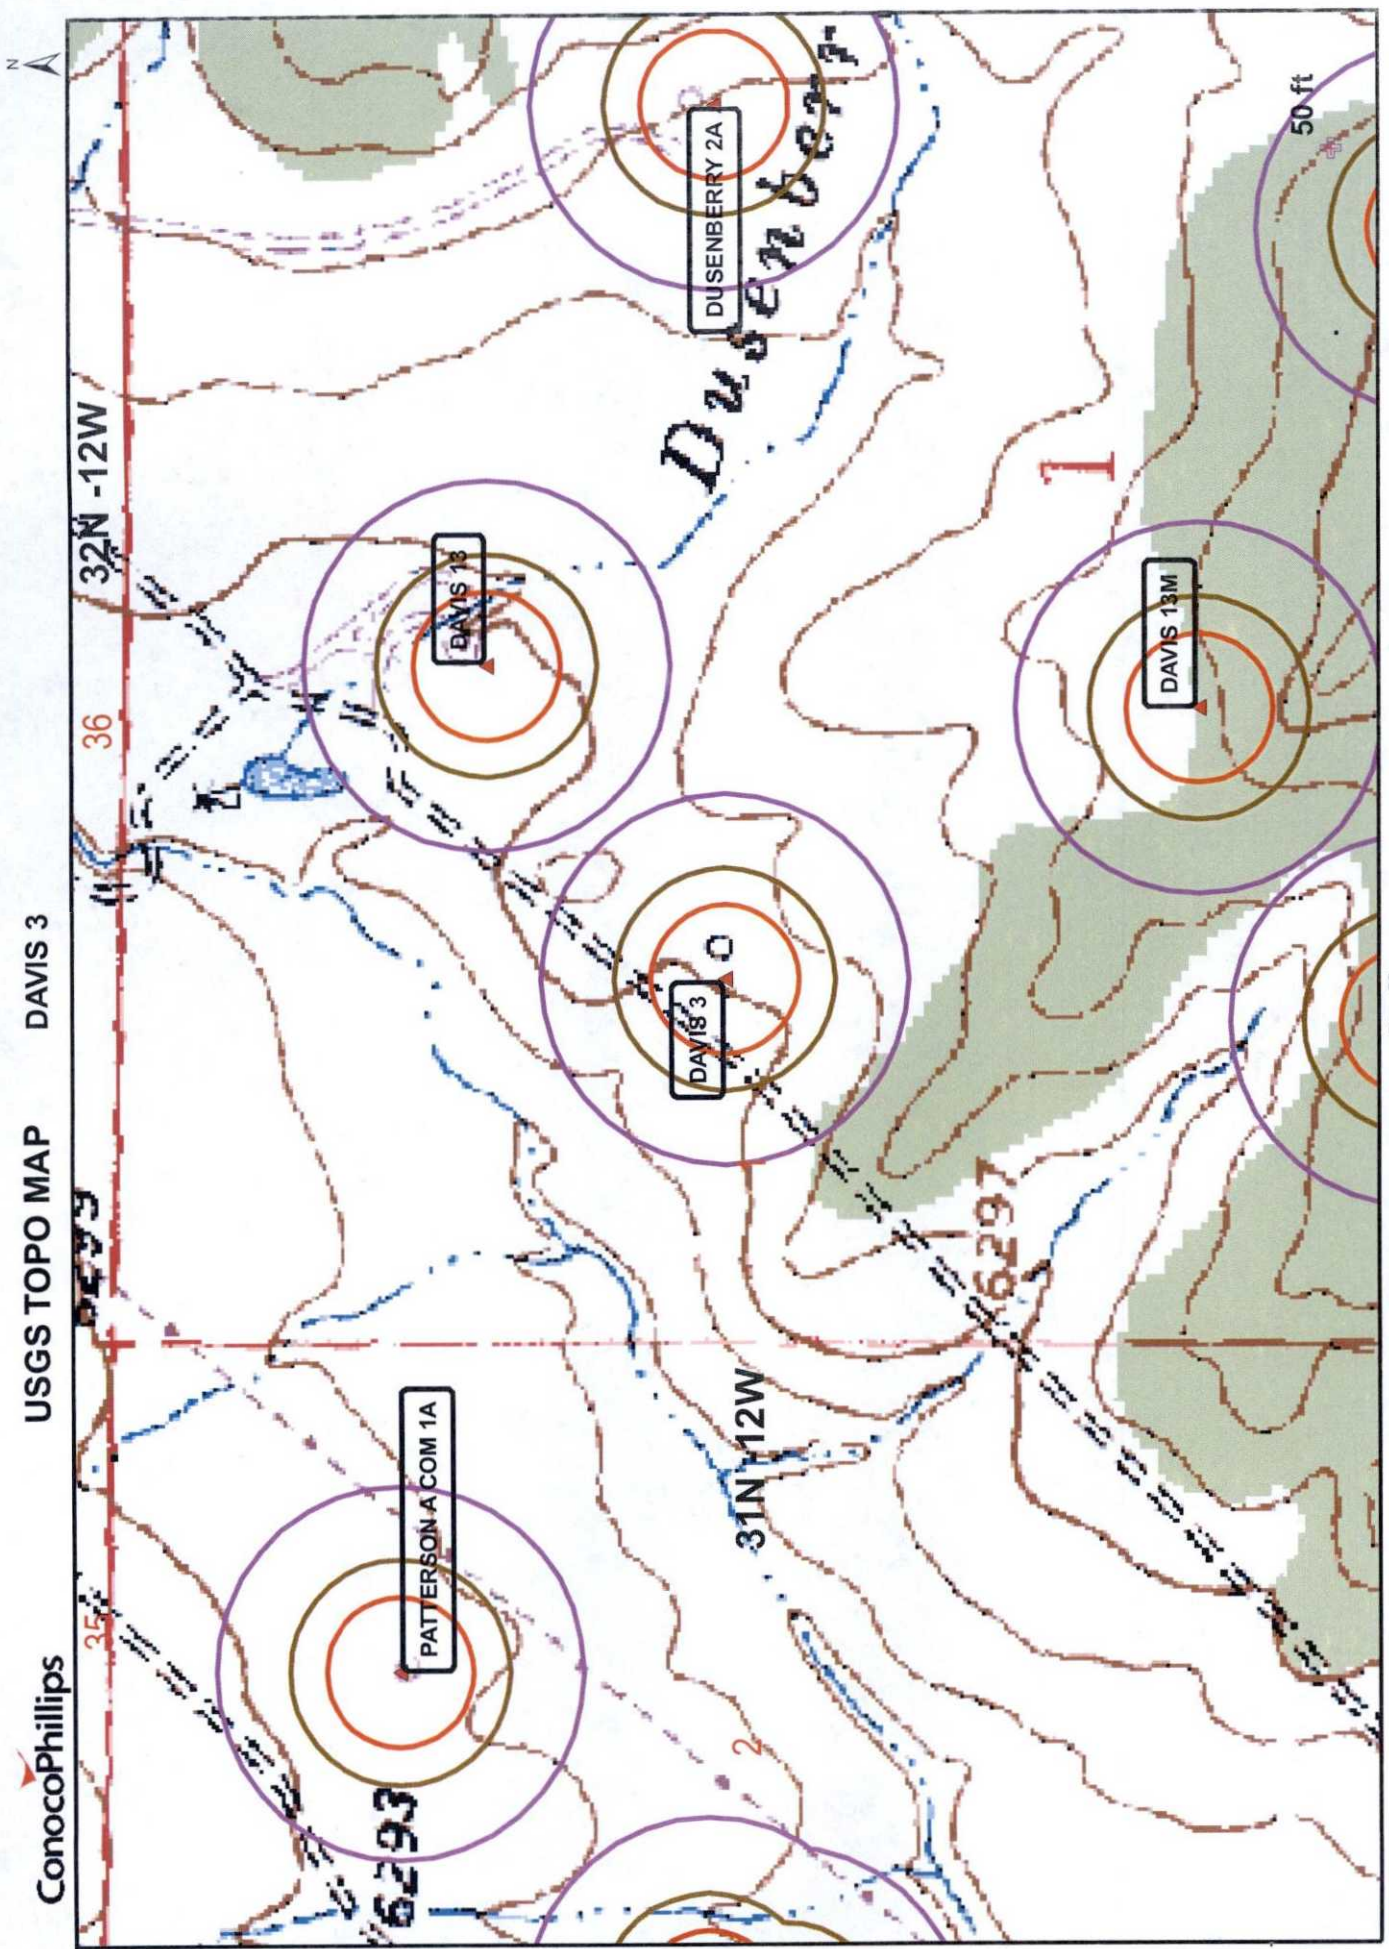 ConocoPhillips
USGS TOPO MAP
DAVIS 3
N
32N -12W
35
36
6293
PATTERSON A COM 1A
DAVIS 13
DAVIS 3
DUSENBERRY 2A
Dusenberry
31N 12W
2
6297
1
DAVIS 13M
50 ft